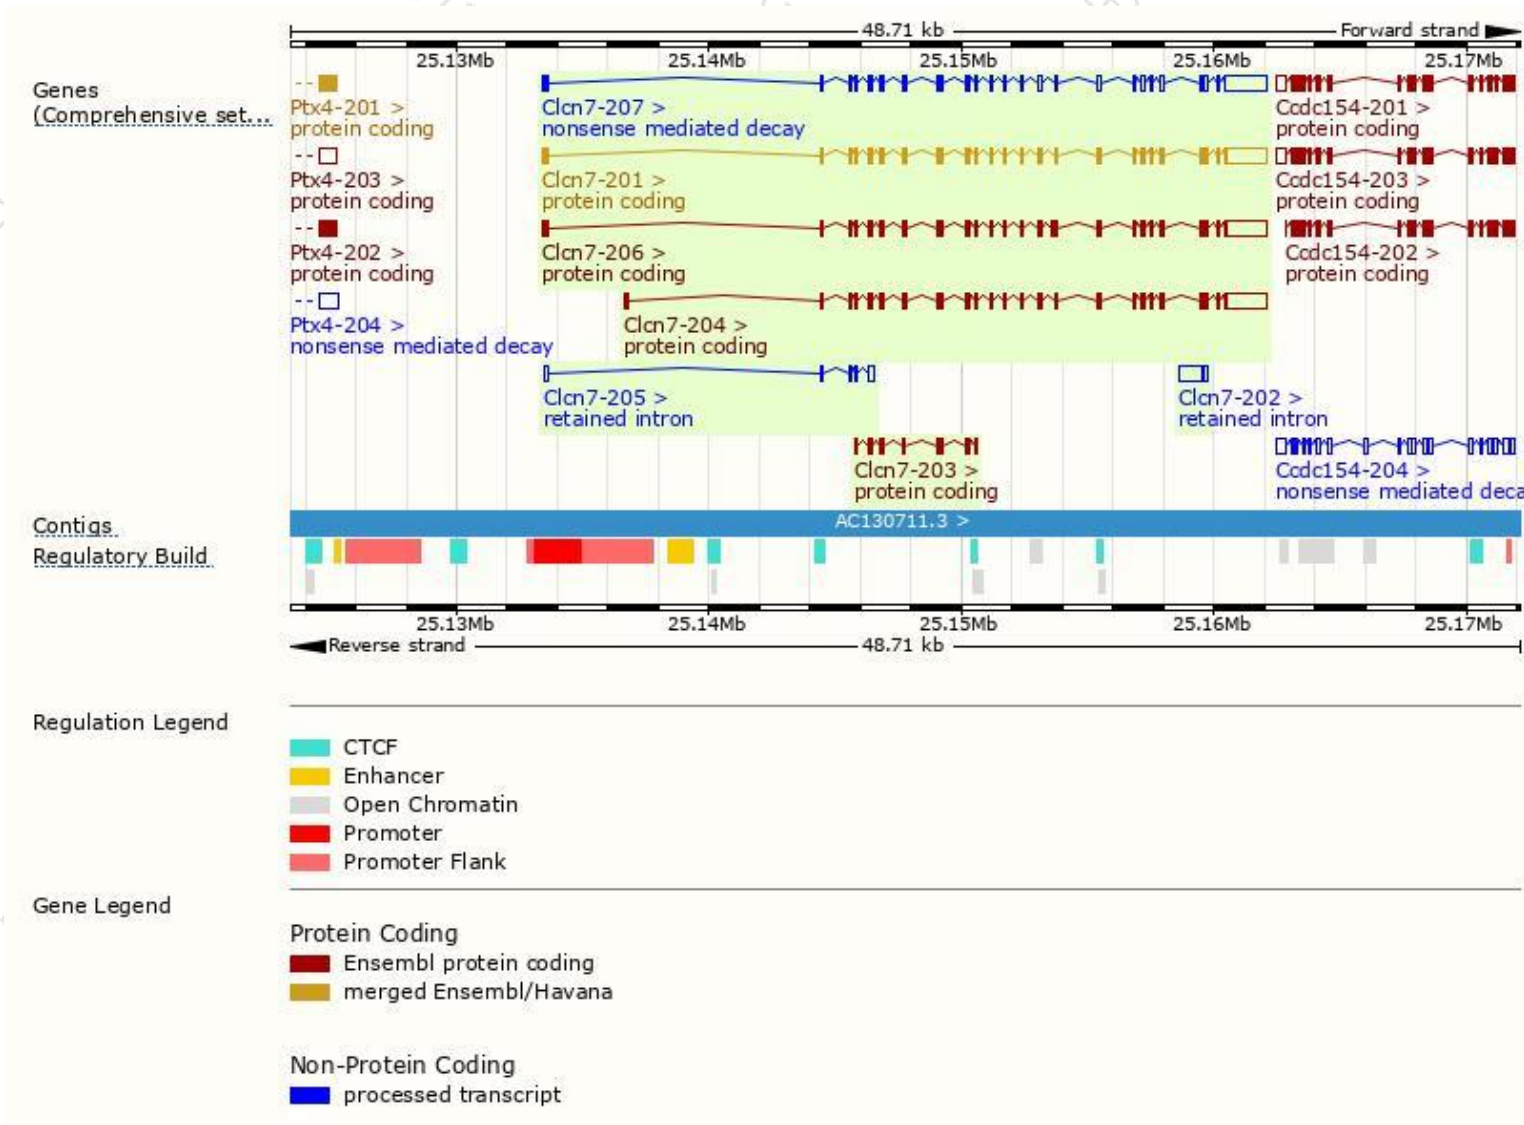 48.71 kb Forward strand
25.13Mb 25.14Mb 25.15Mb 25.16Mb 25.17Mb
Genes
(Comprehensive set...
Ptx4-201 > Clcn7-207 > Ccdc154-201 >
protein coding nonsense mediated decay protein coding
Ptx4-203 > Clcn7-201 > Ccdc154-203 >
protein coding protein coding protein coding
Ptx4-202 > Clcn7-206 > Ccdc154-202 >
protein coding protein coding protein coding
Ptx4-204 > Clcn7-204 >
nonsense mediated decay protein coding
Clcn7-205 > Clcn7-202 >
retained intron retained intron
Clcn7-203 > Ccdc154-204 >
protein coding nonsense mediated deca
Contigs AC130711.3 >
Regulatory Build
25.13Mb 25.14Mb 25.15Mb 25.16Mb 25.17Mb
Reverse strand 48.71 kb
Regulation Legend
CTCF
Enhancer
Open Chromatin
Promoter
Promoter Flank
Gene Legend
Protein Coding
Ensembl protein coding
merged Ensembl/Havana
Non-Protein Coding
processed transcript